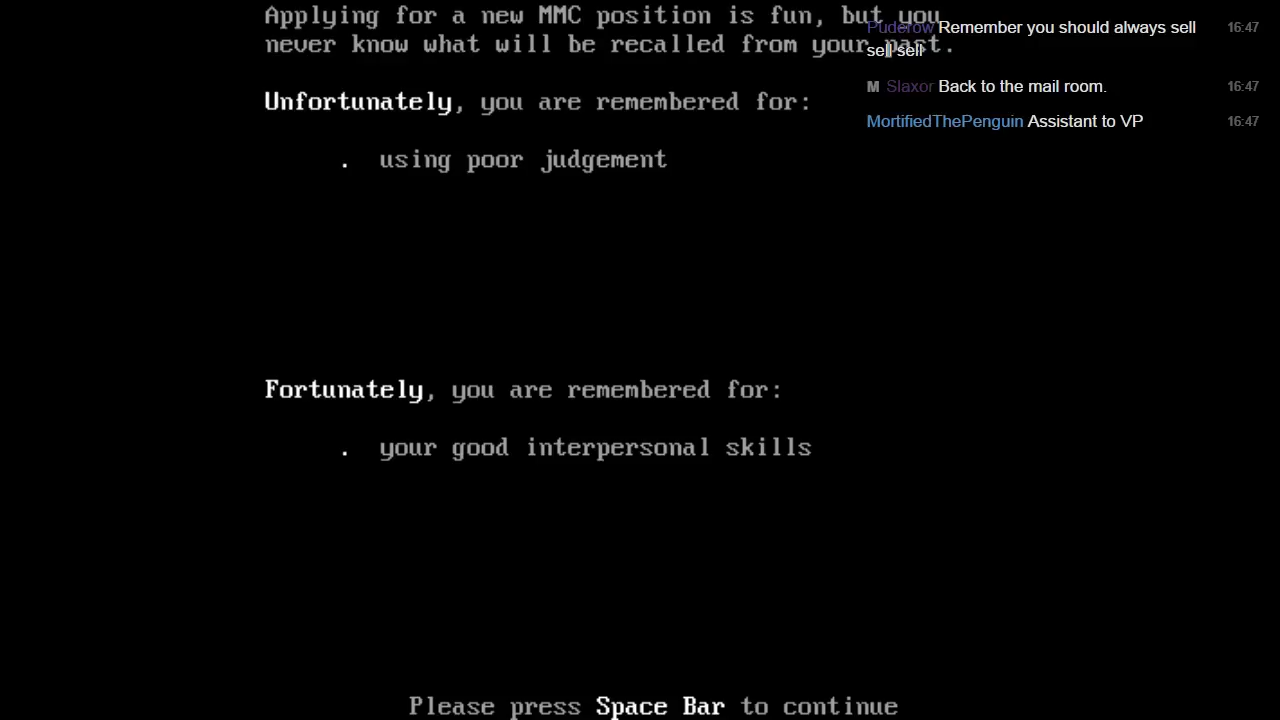 Applying for a new MMC position is fun, but you
never know what will be recalled from your past.
Unfortunately, you are remembered for:
. using poor judgement
Fortunately, you are remembered for:
. your good interpersonal skills
Please press Space Bar to continue
Puderow Remember you should always sell 16:47
sell sell
M Slaxor Back to the mail room. 16:47
MortifiedThePenguin Assistant to VP 16:47